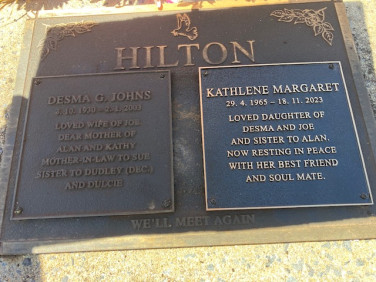 HILTON
DESMA G. JOHNS
LOVED WIFE OF JOE
DEAR MOTHER OF
ALAN AND KATHY
MOTHER-IN-LAW TO SUE
SISTER TO DUDLEY (DEC)
AND DULCIE
KATHLENE MARGARET
29. 4. 1965 – 18. 11. 2023
LOVED DAUGHTER OF
DESMA AND JOE
AND SISTER TO ALAN.
NOW RESTING IN PEACE
WITH HER BEST FRIEND
AND SOUL MATE.
WE'LL MEET AGAIN